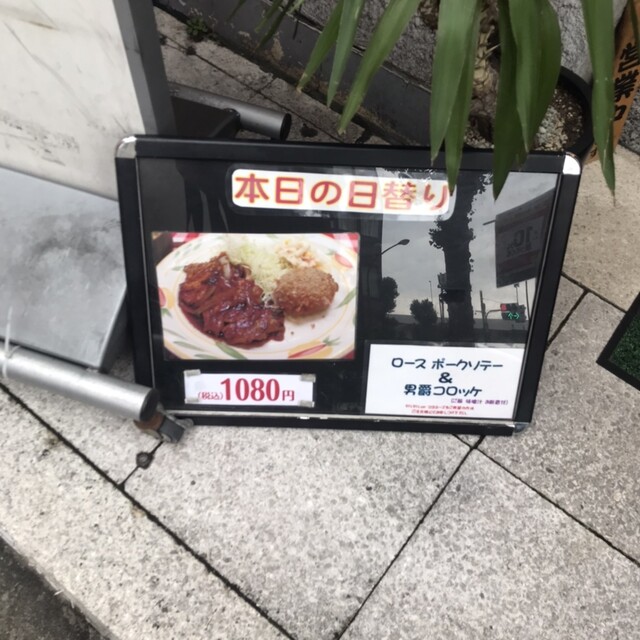 本日の日替り
(税込) 1080円
ロース ポークソテー
&
男爵コロッケ